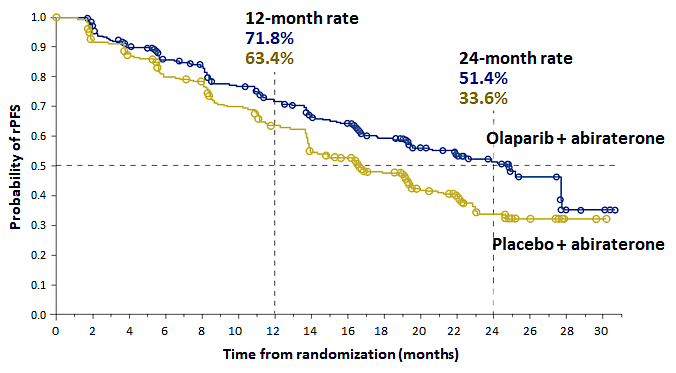 12-month rate
71.8%
63.4%
24-month rate
51.4%
33.6%
Olaparib + abiraterone
Placebo + abiraterone
Probability of rPFS
1.0
0.9
0.8
0.7
0.6
0.5
0.4
0.3
0.2
0.1
0.0
0 2 4 6 8 10 12 14 16 18 20 22 24 26 28 30
Time from randomization (months)